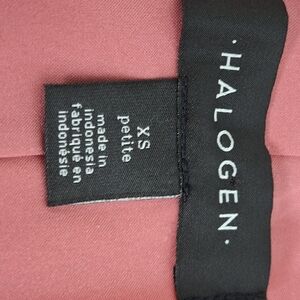 · HALOGEN ·
XS
petite
made in
indonesia
fabriqué en
indonésie